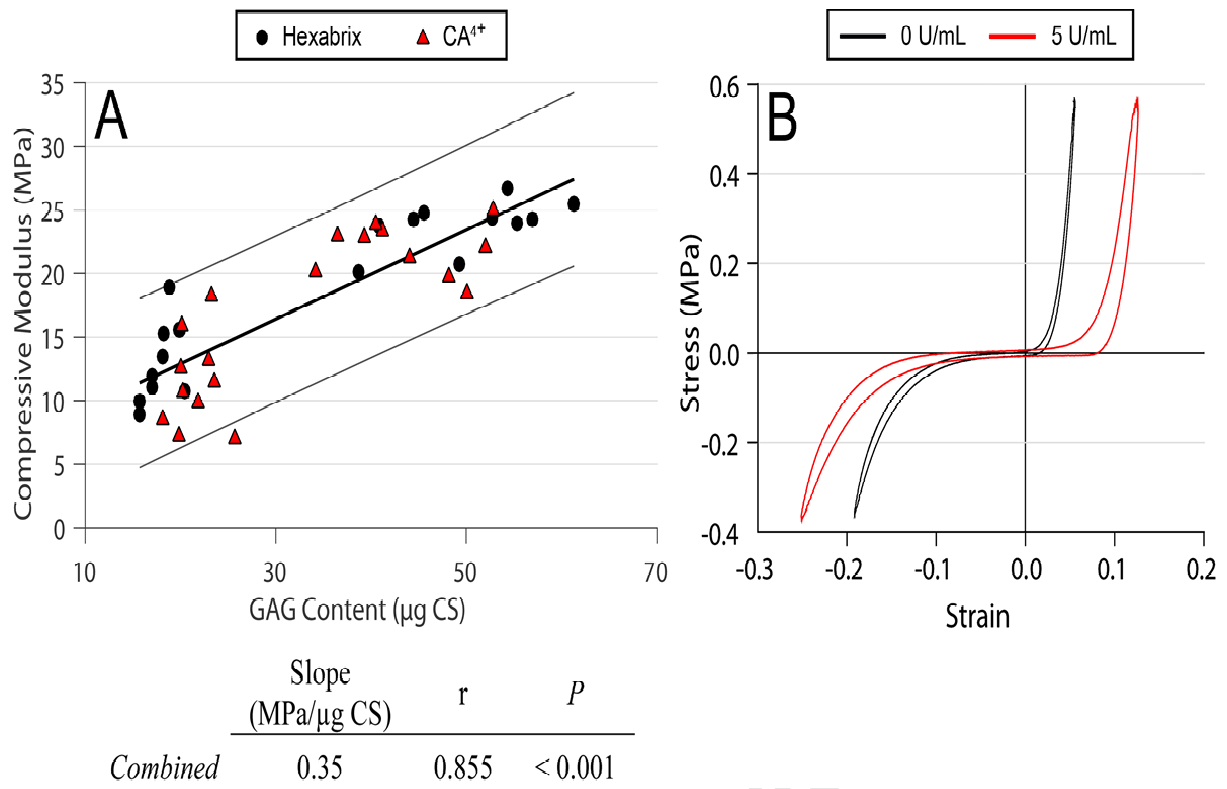 Hexabrix CA⁴⁺
A
Compressive Modulus (MPa)
35
30
25
20
15
10
5
0
10 30 50 70
GAG Content (µg CS)
0 U/mL 5 U/mL
B
Stress (MPa)
0.6
0.4
0.2
0.0
-0.2
-0.4
-0.3 -0.2 -0.1 0.0 0.1 0.2
Strain
Slope
(MPa/µg CS) r P
Combined 0.35 0.855 < 0.001